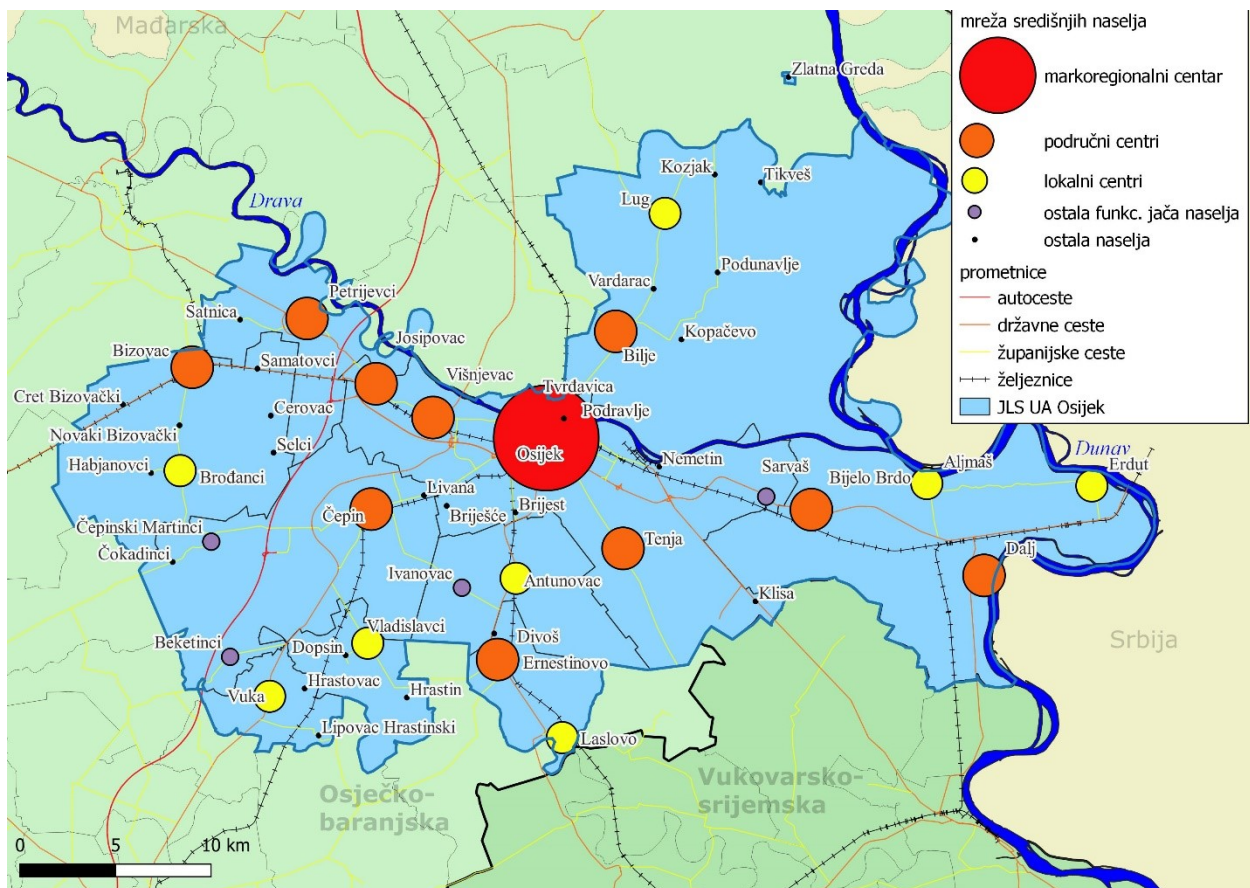 Mađarska
Zlatna Greda
Drava
Kozjak
Tikveš
Lug
Podunavlje
Vardarac
Petrijevci
Šatnica
Josipovac
Kopačevo
Bilje
Bizovac
Samatovci
Višnjevac
Tvrđavica
Cret Bizovački
Cerovac
Podravlje
Novaki Bizovački
Selci
Osijek
Habjanovci
Brođanci
Nemetin
Sarvaš
Bijelo Brdo
Aljmaš
Dunav
Erdut
Livana
Čepin
Briješće
Brijest
Čepinski Martinci
Čokadinci
Tenja
Dalj
Ivanovac
Antunovac
Klisa
Vladislavci
Divoš
Beketinci
Dopsin
Ernestinovo
Srbija
Vuka
Hrastovac
Hrastin
Lipovac Hrastinski
Laslovo
Osječko-
baranjska
Vukovarsko-
srijemska
0 5 10 km
mreža središnjih naselja
markoregionalni centar
područni centri
lokalni centri
ostala funkc. jača naselja
ostala naselja
prometnice
autoceste
državne ceste
županijske ceste
željeznice
JLS UA Osijek